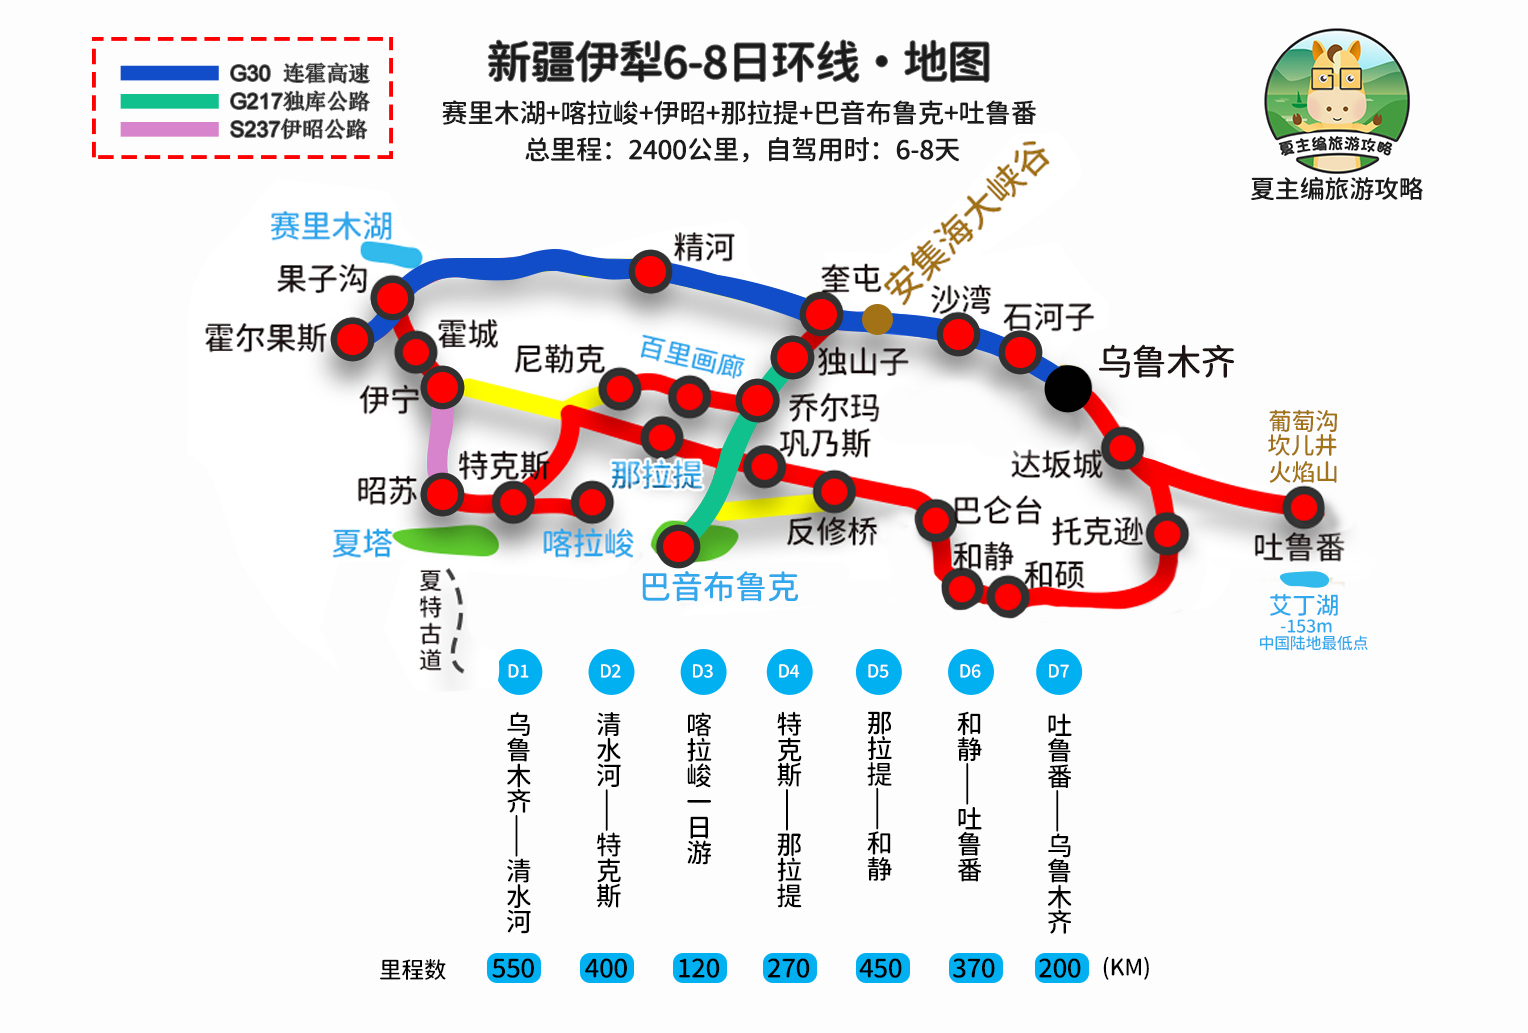 新疆伊犁6-8日环线·地图
赛里木湖+喀拉峻+伊昭+那拉提+巴音布鲁克+吐鲁番
总里程：2400公里，自驾用时：6-8天
G30 连霍高速
G217独库公路
S237伊昭公路
夏主编旅游攻略
夏主编旅游攻略
赛里木湖
果子沟
霍尔果斯
霍城
伊宁
精河
奎屯
安集海大峡谷
沙湾
石河子
乌鲁木齐
尼勒克
百里画廊
独山子
乔尔玛
巩乃斯
那拉提
特克斯
昭苏
夏塔
喀拉峻
夏特古道
巴音布鲁克
反修桥
巴仑台
和静
和硕
托克逊
达坂城
葡萄沟
坎儿井
火焰山
吐鲁番
艾丁湖
-153m
中国陆地最低点
D1
乌鲁木齐——清水河
D2
清水河——特克斯
D3
喀拉峻一日游
D4
特克斯——那拉提
D5
那拉提——和静
D6
和静——吐鲁番
D7
吐鲁番——乌鲁木齐
里程数 550 400 120 270 450 370 200 (KM)